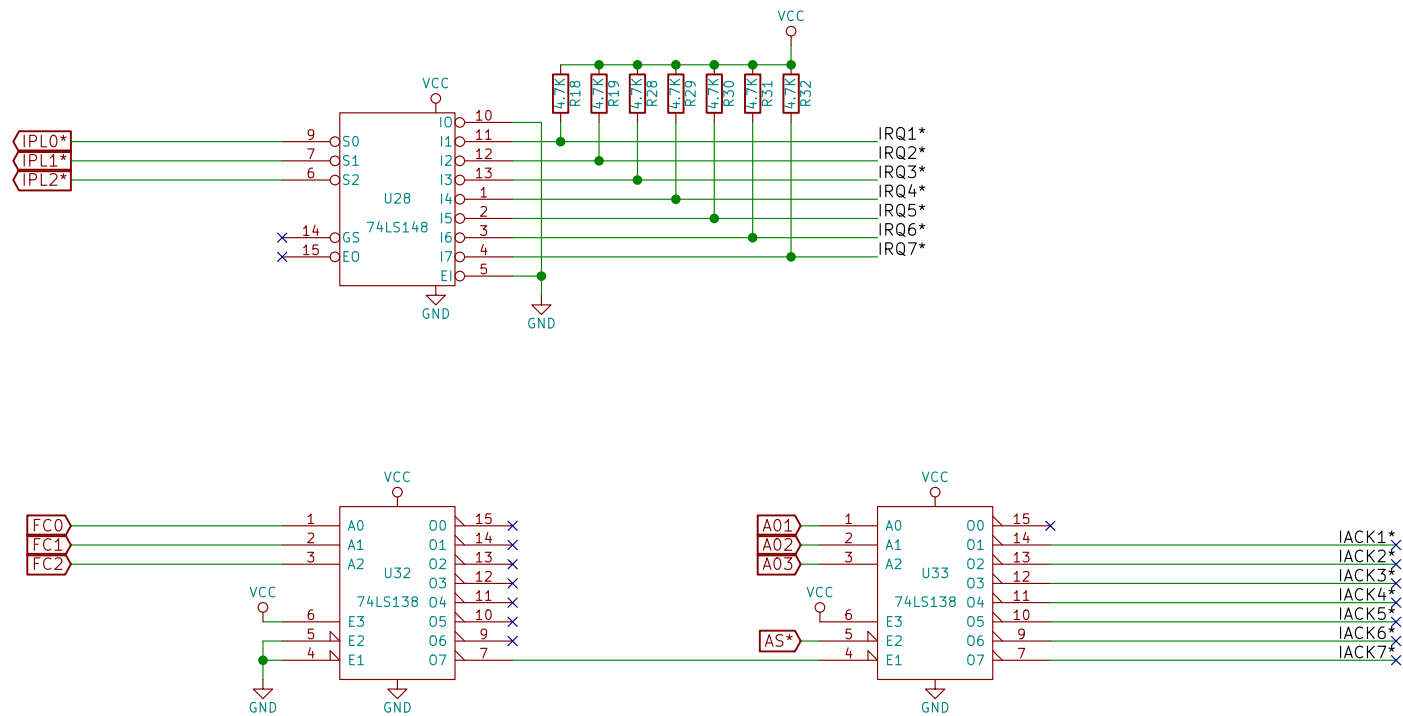 VCC
4.7K R18 4.7K R19 4.7K R28 4.7K R29 4.7K R30 4.7K R31 4.7K R32
VCC
I0 10
IPL0* 9 S0 I1 11 IRQ1*
IPL1* 7 S1 I2 12 IRQ2*
IPL2* 6 S2 I3 13 IRQ3*
U28 I4 1 IRQ4*
74LS148 I5 2 IRQ5*
14 GS I6 3 IRQ6*
15 EO I7 4 IRQ7*
EI 5
GND GND
VCC VCC
FC0 1 A0 O0 15 A01 1 A0 O0 15
FC1 2 A1 O1 14 A02 2 A1 O1 14 IACK1*
FC2 3 A2 O2 13 A03 3 A2 O2 13 IACK2*
U32 O3 12 U33 O3 12 IACK3*
VCC 74LS138 O4 11 VCC 74LS138 O4 11 IACK4*
6 E3 O5 10 6 E3 O5 10 IACK5*
5 E2 O6 9 AS* 5 E2 O6 9 IACK6*
4 E1 O7 7 4 E1 O7 7 IACK7*
GND GND GND